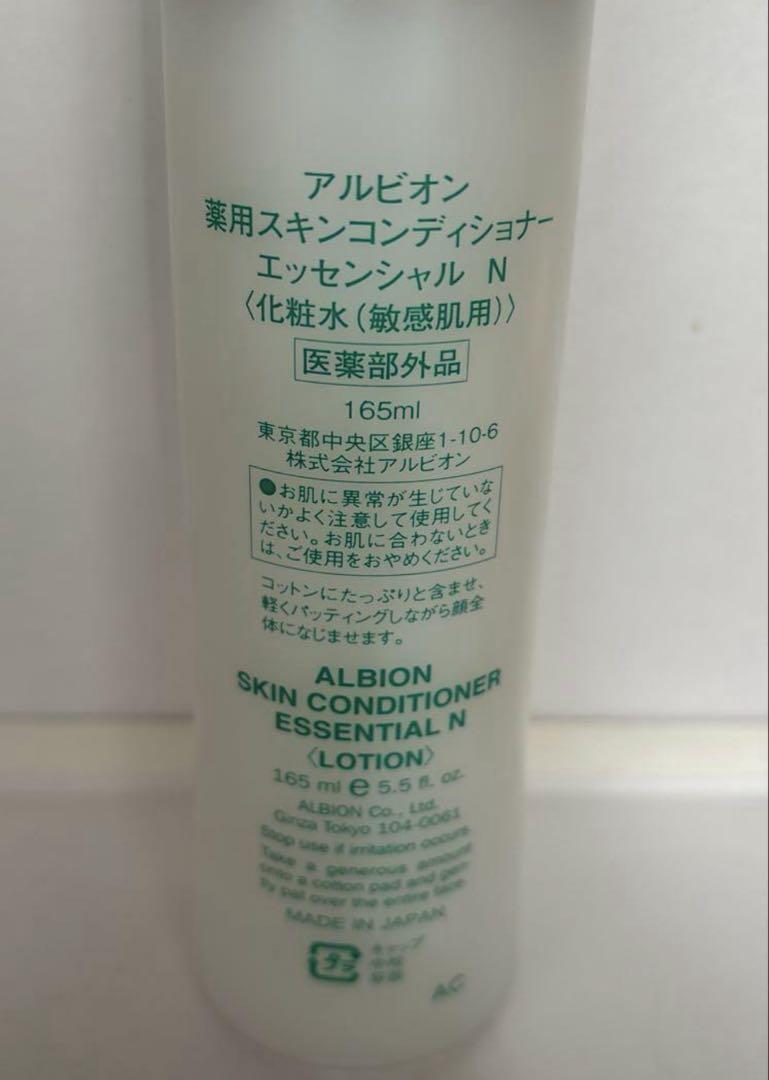 アルビオン
薬用スキンコンディショナー
エッセンシャル N
〈化粧水(敏感肌用)〉
医薬部外品
165ml
東京都中央区銀座1-10-6
株式会社アルビオン
●お肌に異常が生じていな
いかよく注意して使用してく
ださい。お肌に合わないとき
は、ご使用をおやめください。
コットンにたっぷりと含ませ、
軽くパッティングしながら顔全
体になじませます。
ALBION
SKIN CONDITIONER
ESSENTIAL N
〈LOTION〉
165 ml e 5.5 fl. oz.
ALBION Co., Ltd.
Ginza Tokyo 104-0061
Stop use if irritation occurs.
Take a generous amount
onto a cotton pad and gen-
tly pat over the entire face.
MADE IN JAPAN
プラ
キャップ
AC